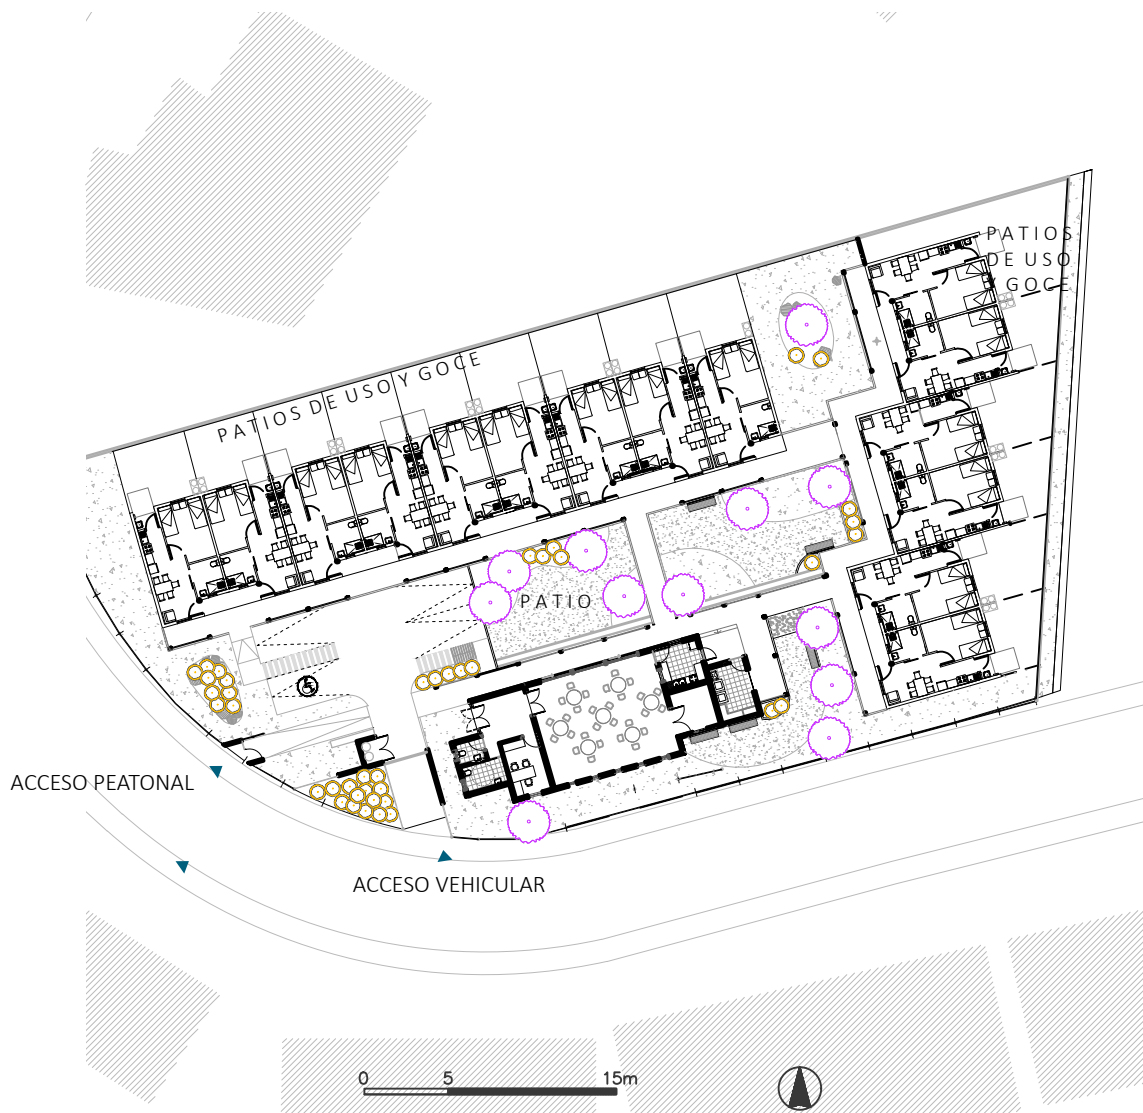 PATIOS
DE USO
Y GOCE
PATIOS DE USO Y GOCE
PATIO
ACCESO PEATONAL
ACCESO VEHICULAR
0 5 15m